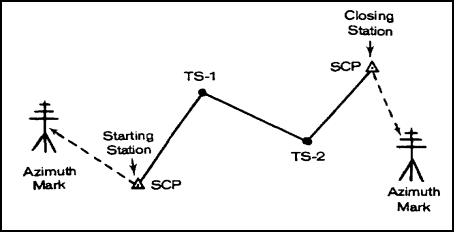 Closing
Station
SCP
TS-1
Starting
Station
TS-2
Azimuth
Mark
SCP
Azimuth
Mark